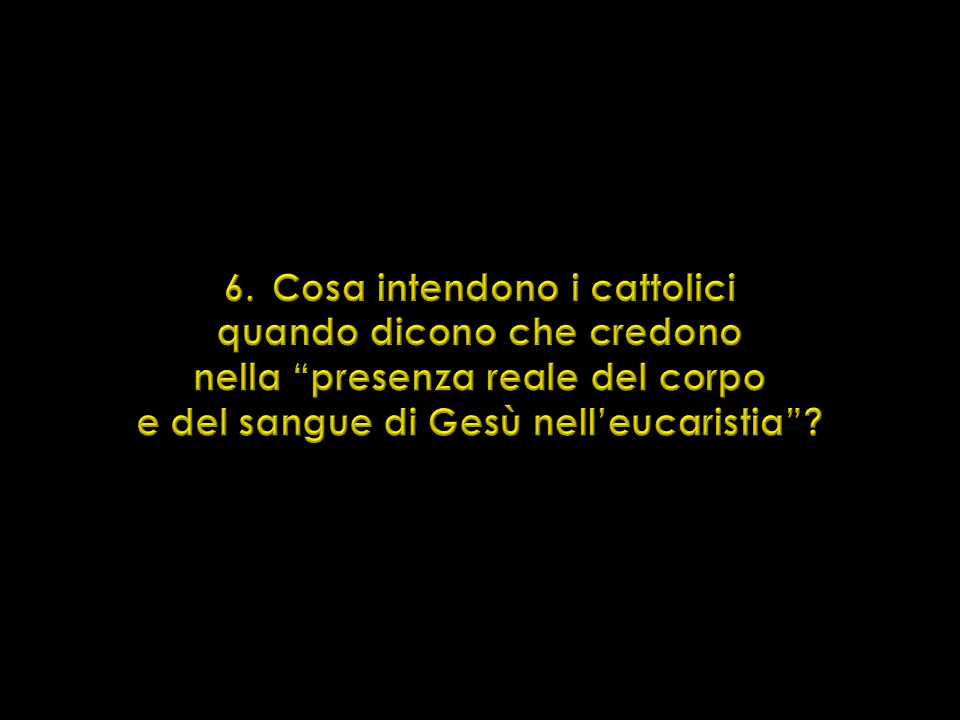 6. Cosa intendono i cattolici
quando dicono che credono
nella “presenza reale del corpo
e del sangue di Gesù nell’eucaristia”?